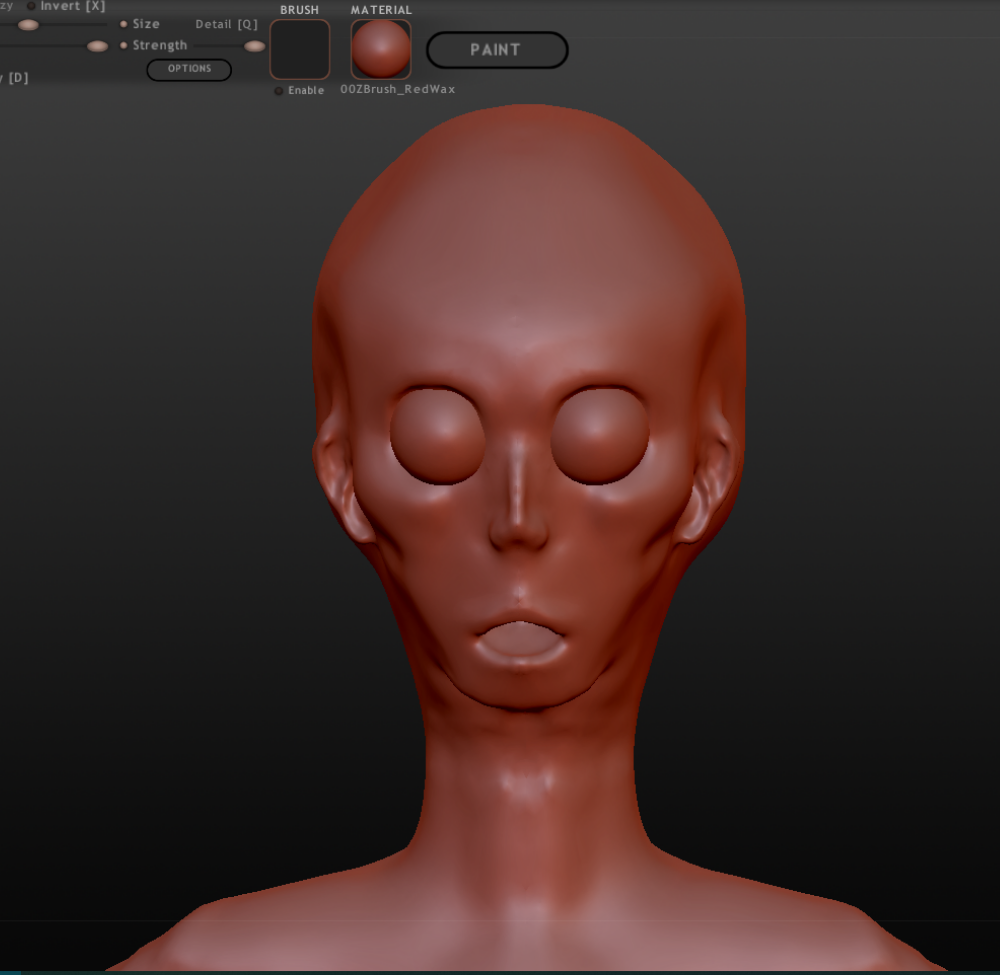 zy Invert [X]
BRUSH
MATERIAL
Size
Detail [Q]
Strength
PAINT
OPTIONS
y [D]
Enable
00ZBrush_RedWax